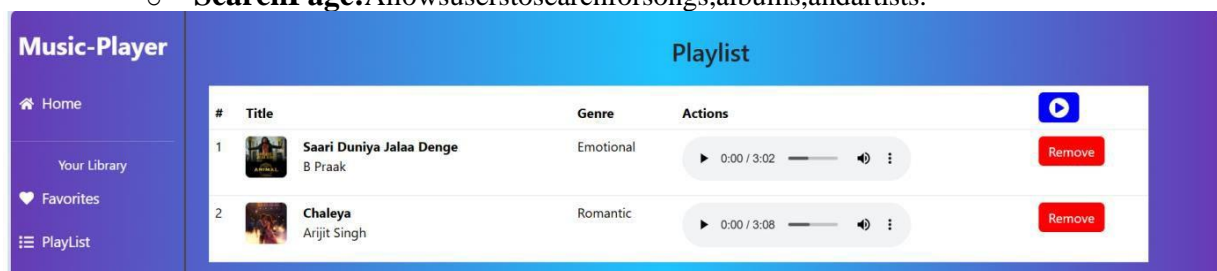 o SearchPage:Allowsuserstosearchforsongs,albums,andartists.
Music-Player
Home
Your Library
Favorites
PlayList
Playlist
# Title Genre Actions
1 Saari Duniya Jalaa Denge Emotional 0:00 / 3:02 Remove
B Praak
2 Chaleya Romantic 0:00 / 3:08 Remove
Arijit Singh
ANIMAL